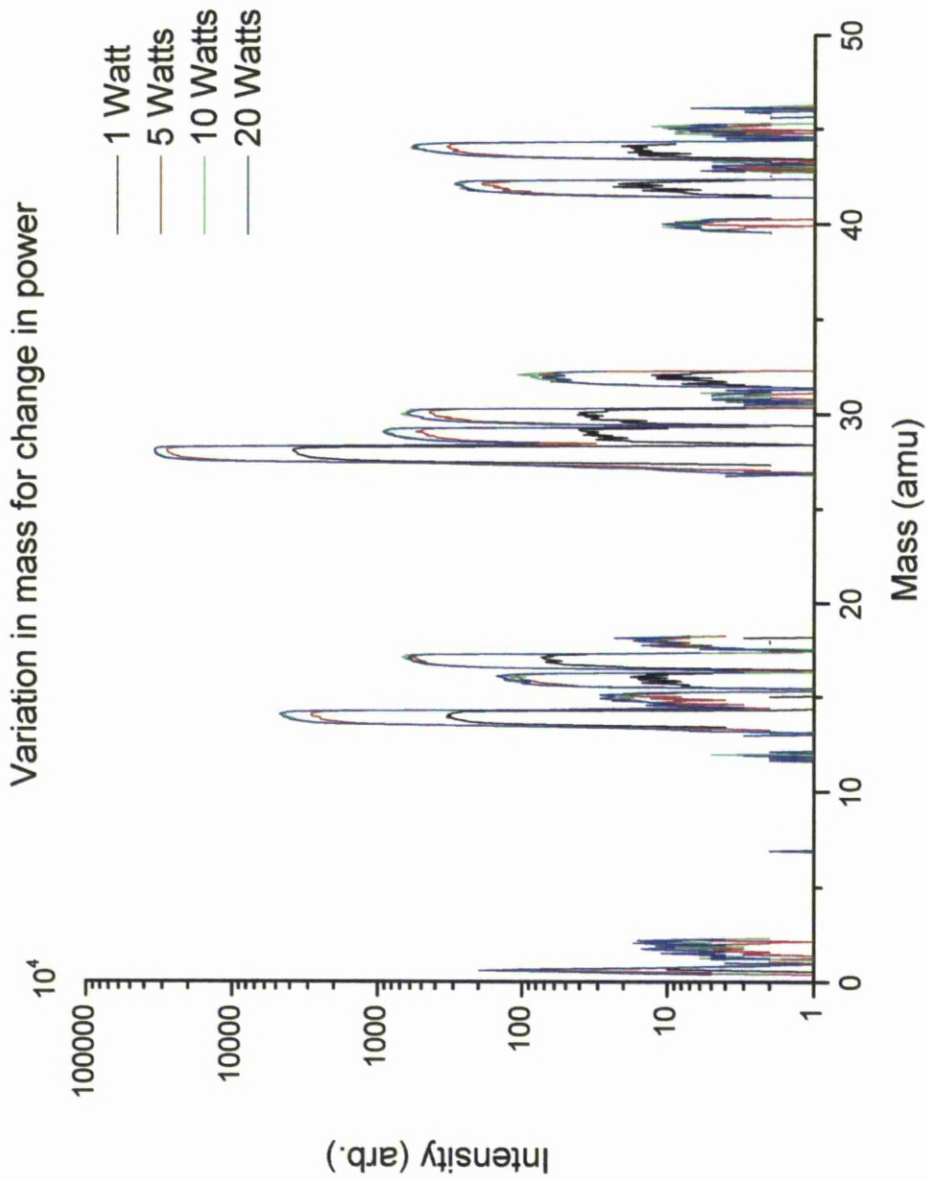 Variation in mass for change in power
10⁴
1 Watt
5 Watts
10 Watts
20 Watts
Intensity (arb.)
100000
10000
1000
100
10
1
0
10
20
30
40
50
Mass (amu)